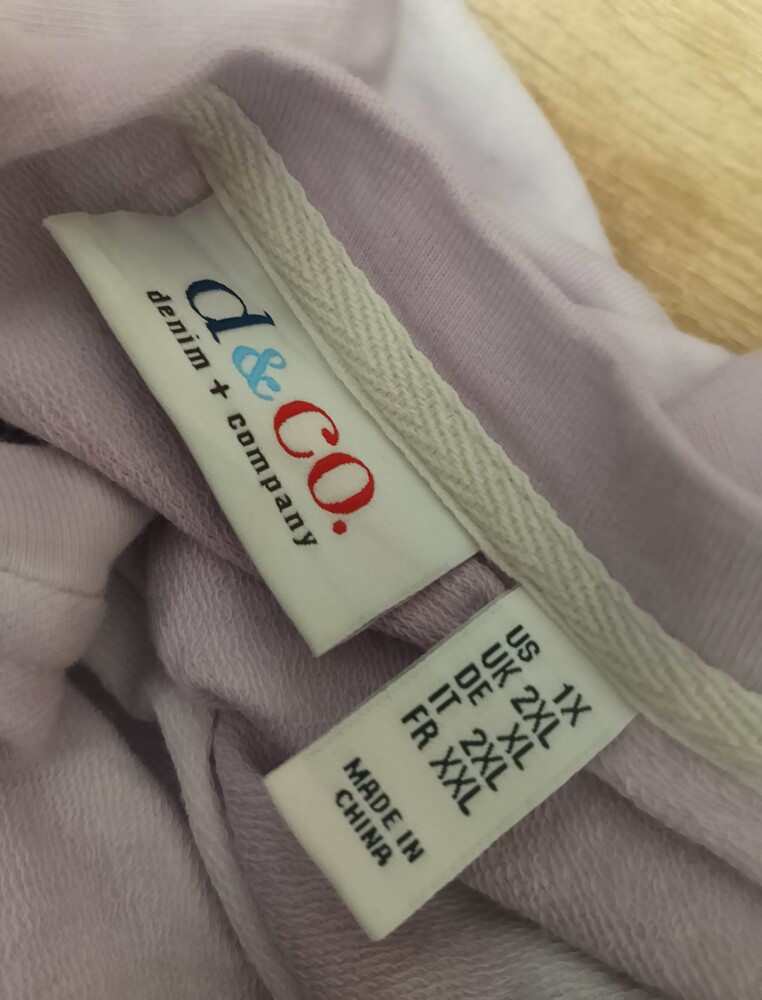 d&CO.
denim + company
US 1X
UK 2XL
DE XL
IT 2XL
FR XXL
MADE IN
CHINA